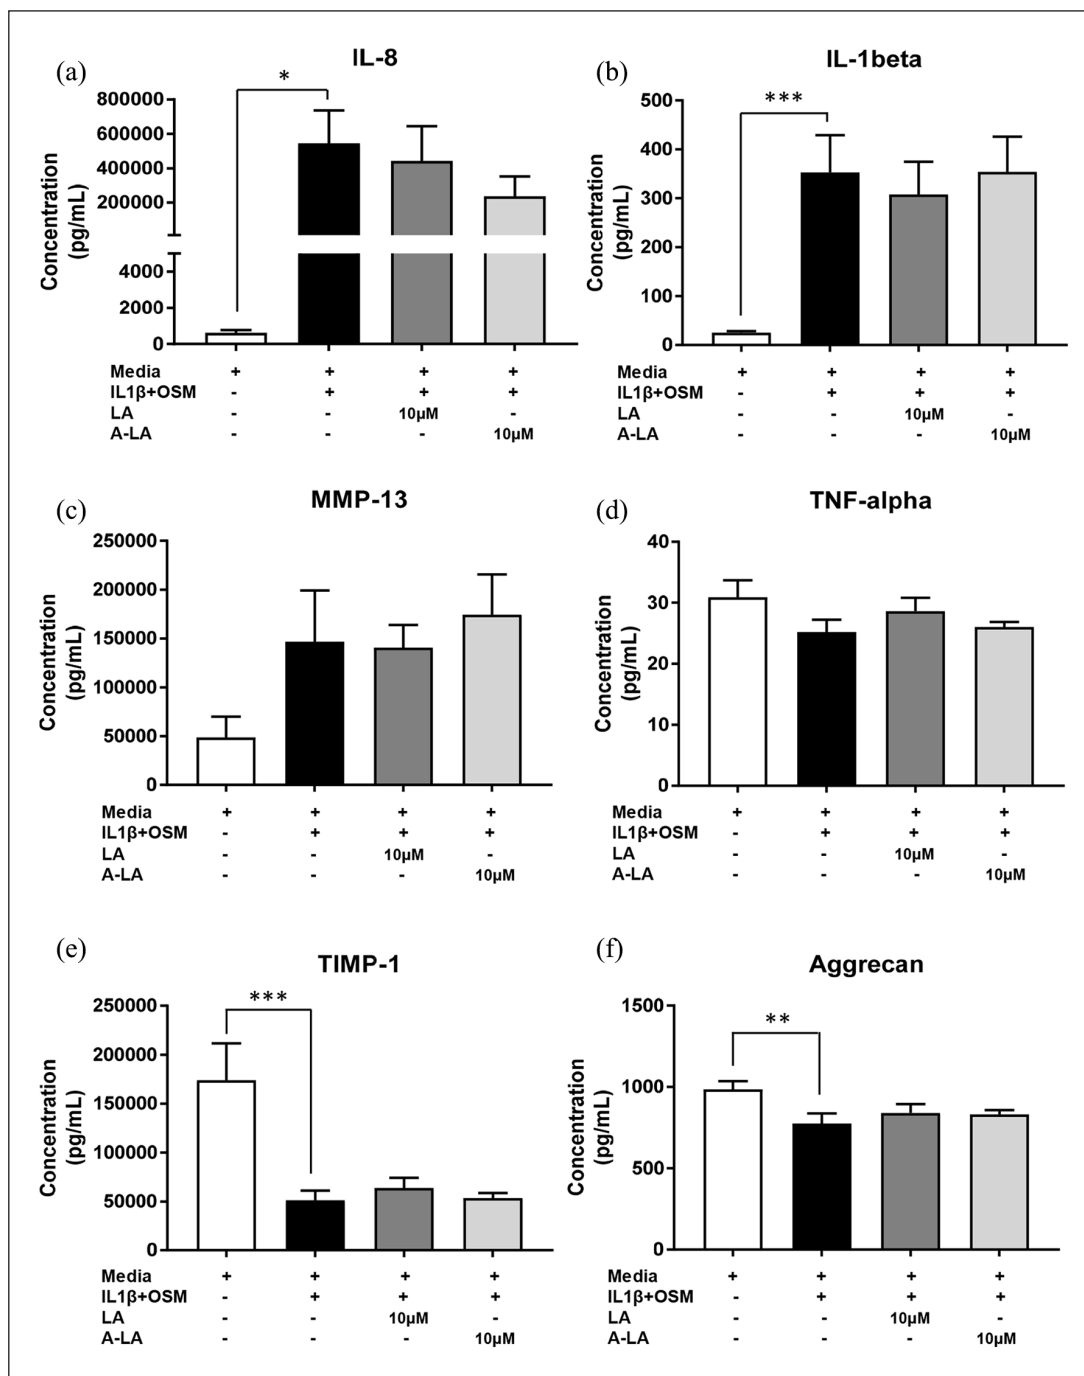 (a) IL-8
*
800000
600000
400000
200000
4000
2000
0
Concentration
(pg/mL)
Media + + + +
IL1β+OSM - + + +
LA - - 10μM -
A-LA - - - 10μM
(b) IL-1beta
***
500
400
300
200
100
0
Concentration
(pg/mL)
Media + + + +
IL1β+OSM - + + +
LA - - 10μM -
A-LA - - - 10μM
(c) MMP-13
250000
200000
150000
100000
50000
0
Concentration
(pg/mL)
Media + + + +
IL1β+OSM - + + +
LA - - 10μM -
A-LA - - - 10μM
(d) TNF-alpha
40
30
20
10
0
Concentration
(pg/mL)
Media + + + +
IL1β+OSM - + + +
LA - - 10μM -
A-LA - - - 10μM
(e) TIMP-1
***
250000
200000
150000
100000
50000
0
Concentration
(pg/mL)
Media + + + +
IL1β+OSM - + + +
LA - - 10μM -
A-LA - - - 10μM
(f) Aggrecan
**
1500
1000
500
0
Concentration
(pg/mL)
Media + + + +
IL1β+OSM - + + +
LA - - 10μM -
A-LA - - - 10μM